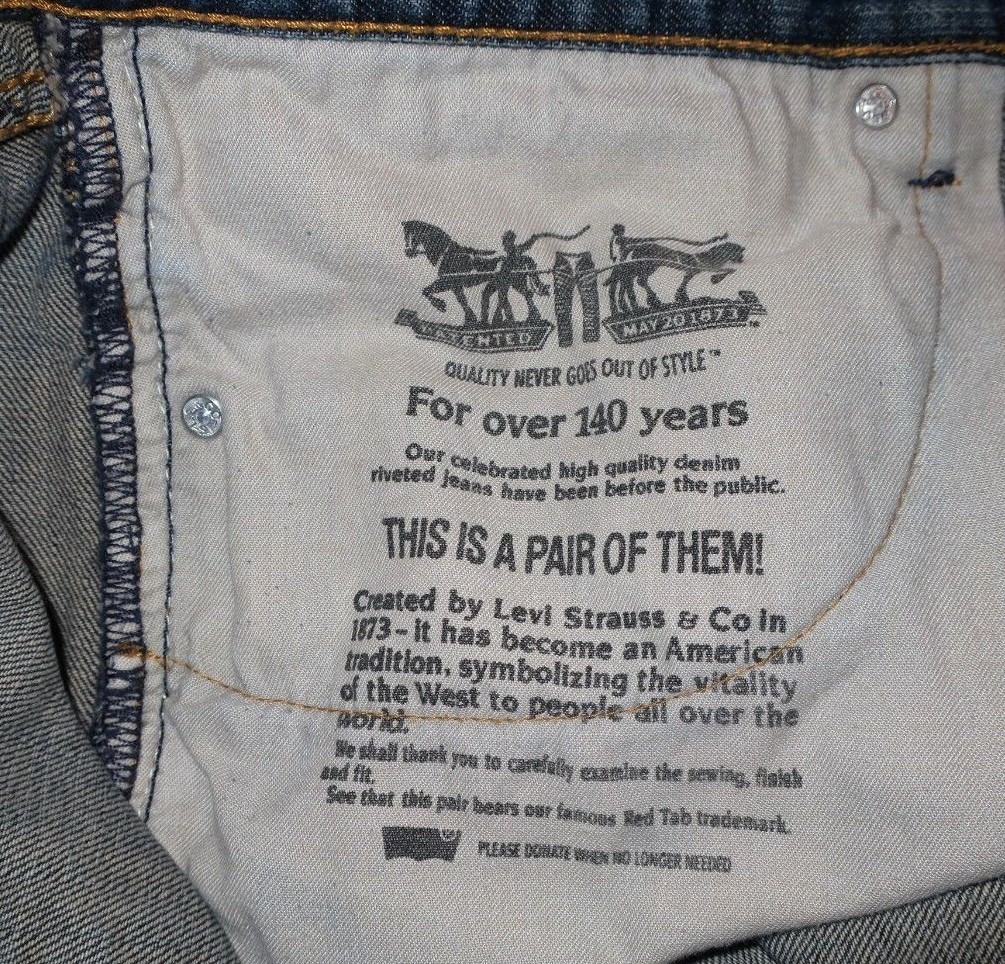 PATENTED
MAY 20 1873 ™
QUALITY NEVER GOES OUT OF STYLE™
For over 140 years
Our celebrated high quality denim
riveted jeans have been before the public.
THIS IS A PAIR OF THEM!
Created by Levi Strauss & Co in
1873 – it has become an American
tradition, symbolizing the vitality
of the West to people all over the
world.
We shall thank you to carefully examine the sewing, finish
and fit.
See that this pair bears our famous Red Tab trademark.
® PLEASE DONATE WHEN NO LONGER NEEDED